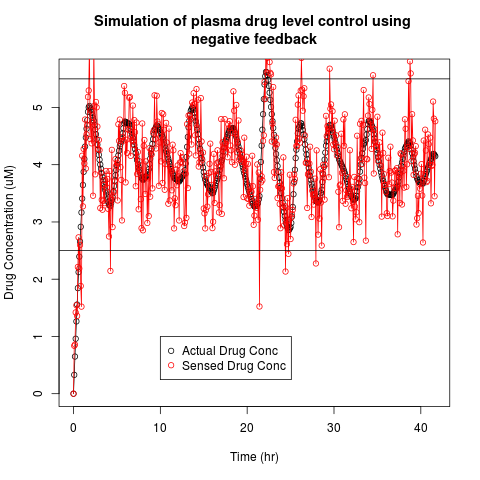 Simulation of plasma drug level control using
negative feedback
Drug Concentration (uM)
5
4
3
2
1
0
Actual Drug Conc
Sensed Drug Conc
0 10 20 30 40
Time (hr)